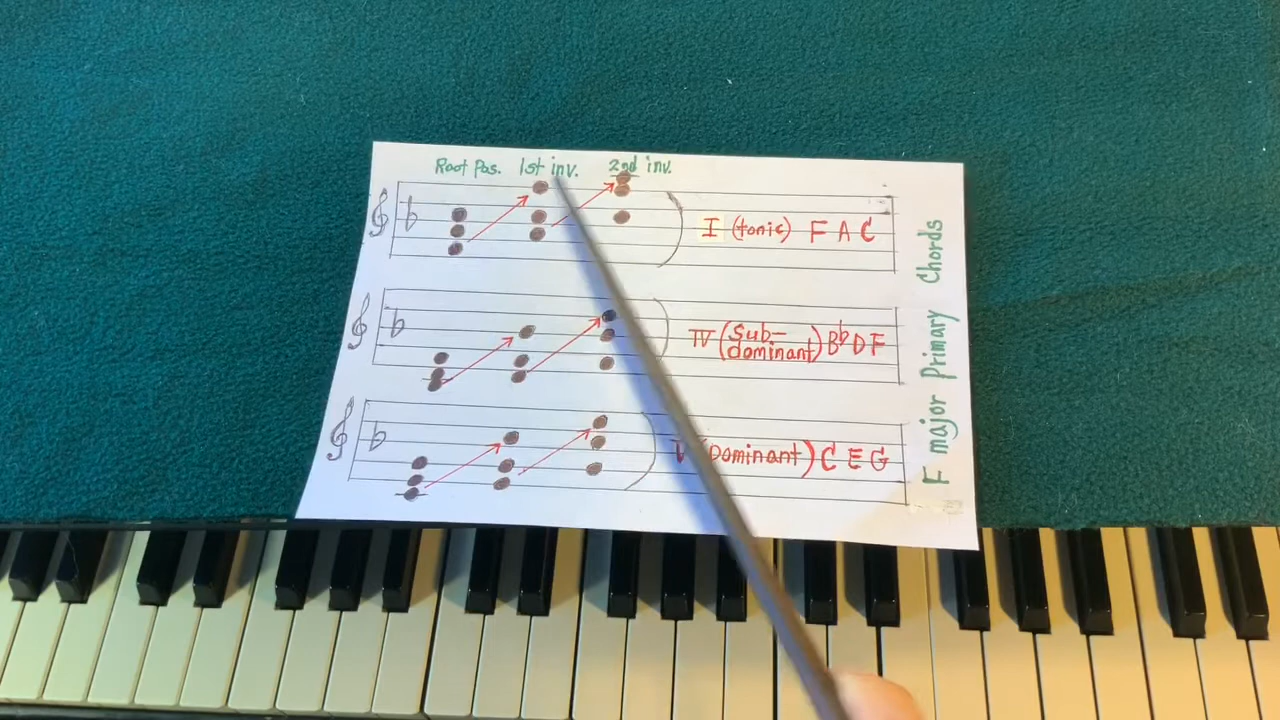 Root Pos. 1st inv. 2nd inv.
I (tonic) F A C
IV (Sub-
dominant) B♭ D F
V (Dominant) C E G
F major Primary Chords